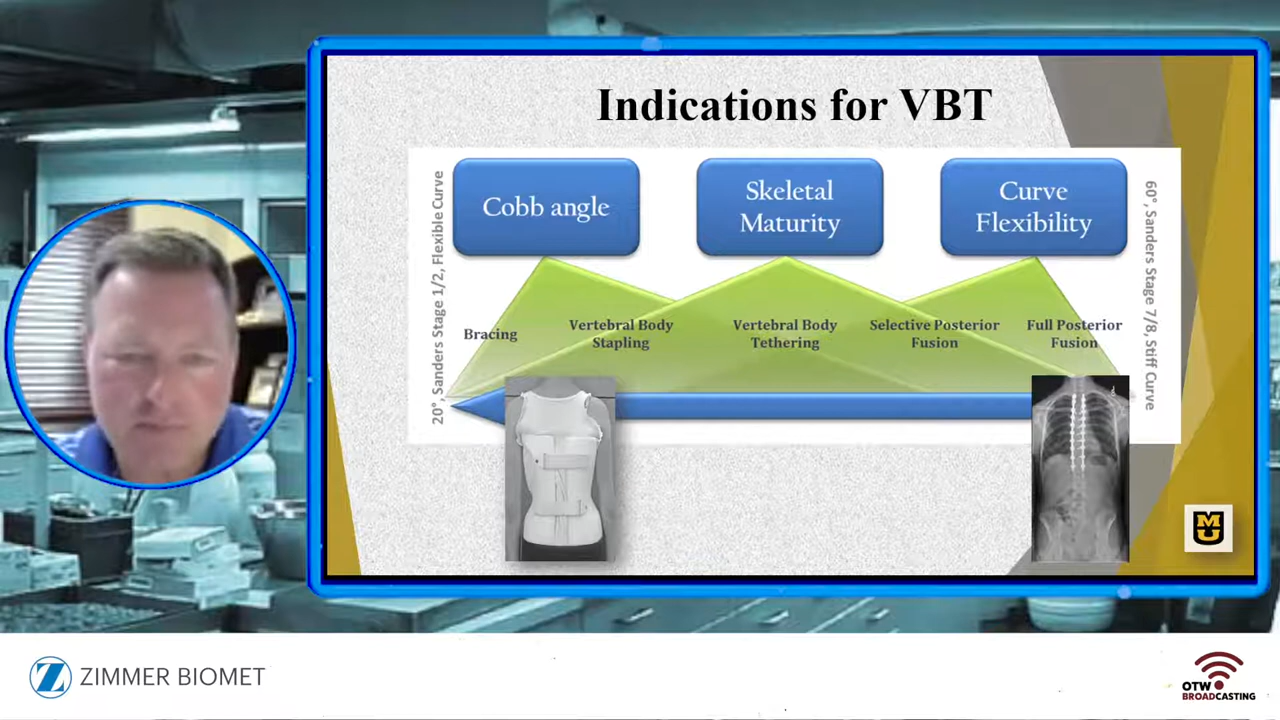 Indications for VBT
Cobb angle
Skeletal
Maturity
Curve
Flexibility
20°, Sanders Stage 1/2, Flexible Curve
Bracing
Vertebral Body
Stapling
Vertebral Body
Tethering
Selective Posterior
Fusion
Full Posterior
Fusion
60°, Sanders Stage 7/8, Stiff Curve
MU
Z ZIMMER BIOMET
OTW
BROADCASTING